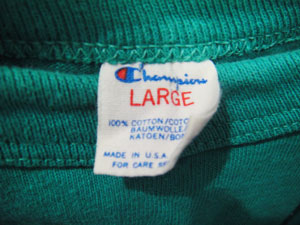 Champion
LARGE
100% COTTON/COTO
BAUMWOLLE/
KATOEN/BO
MADE IN U.S.A.
FOR CARE